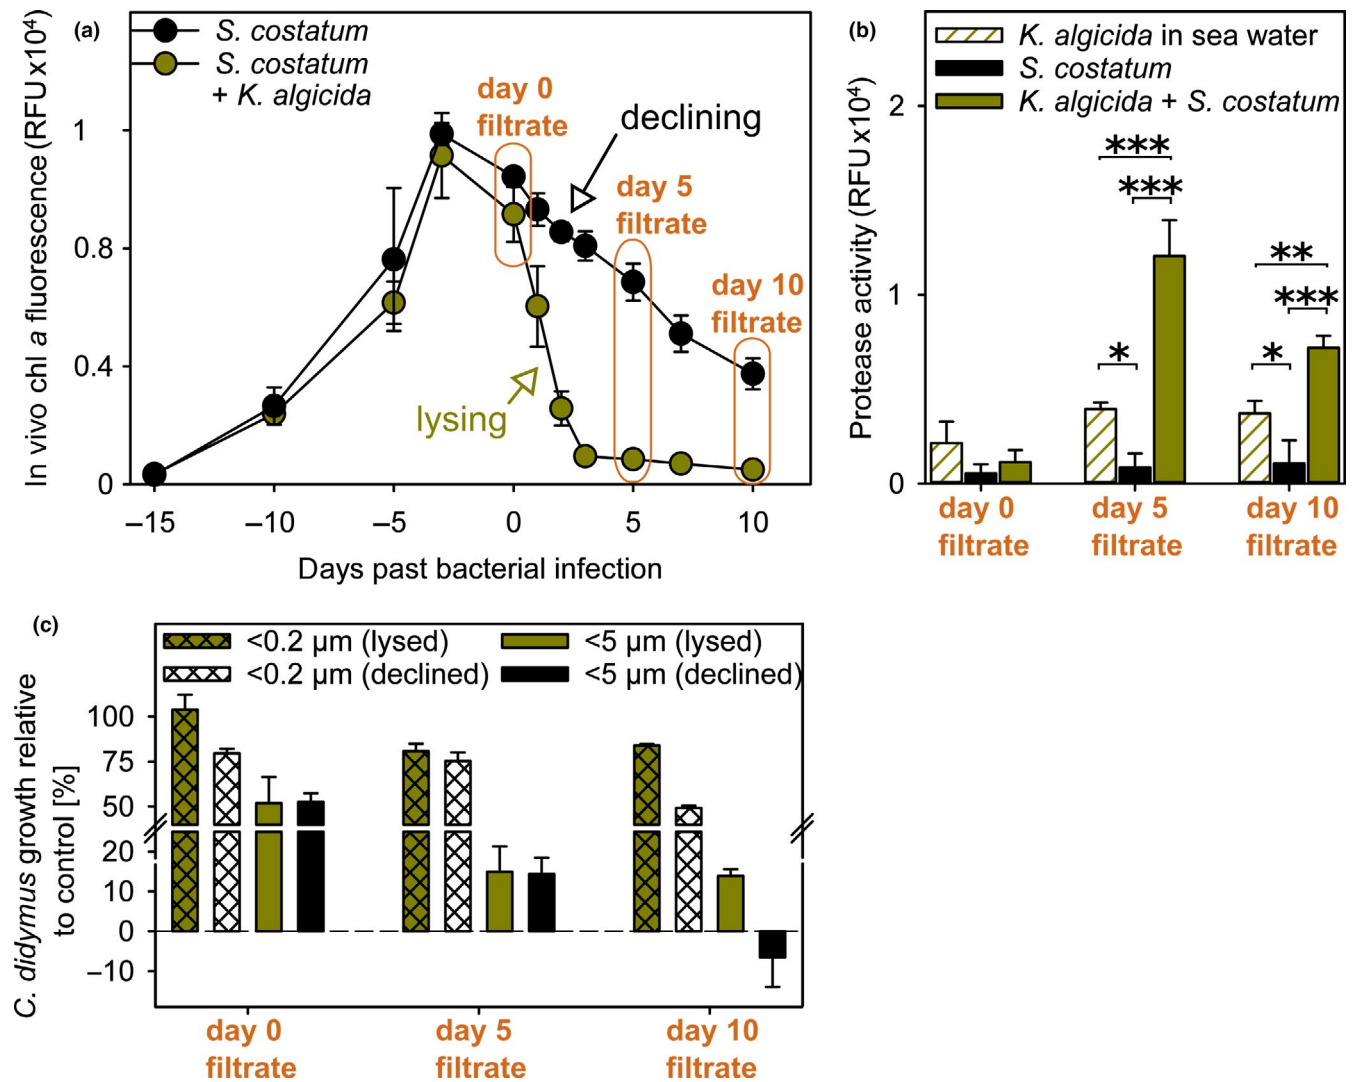 (a)
S. costatum
S. costatum
+ K. algicida
day 0
filtrate
declining
day 5
filtrate
day 10
filtrate
lysing
In vivo chl a fluorescence (RFU x10⁴)
1
0.8
0.4
0
–15
–10
–5
0
5
10
Days past bacterial infection
(b)
K. algicida in sea water
S. costatum
K. algicida + S. costatum
Protease activity (RFU x10⁴)
2
1
0
***
***
*
**
***
*
day 0
filtrate
day 5
filtrate
day 10
filtrate
(c)
<0.2 µm (lysed)
<5 µm (lysed)
<0.2 µm (declined)
<5 µm (declined)
C. didymus growth relative
to control [%]
100
75
50
20
10
0
–10
day 0
filtrate
day 5
filtrate
day 10
filtrate